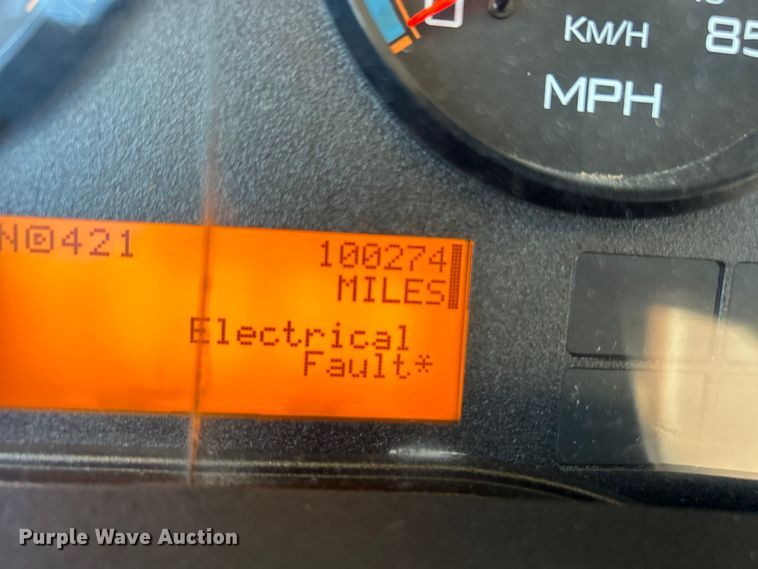 Km/H
85
MPH
421
100274
MILES
Electrical
Fault*
Purple Wave Auction